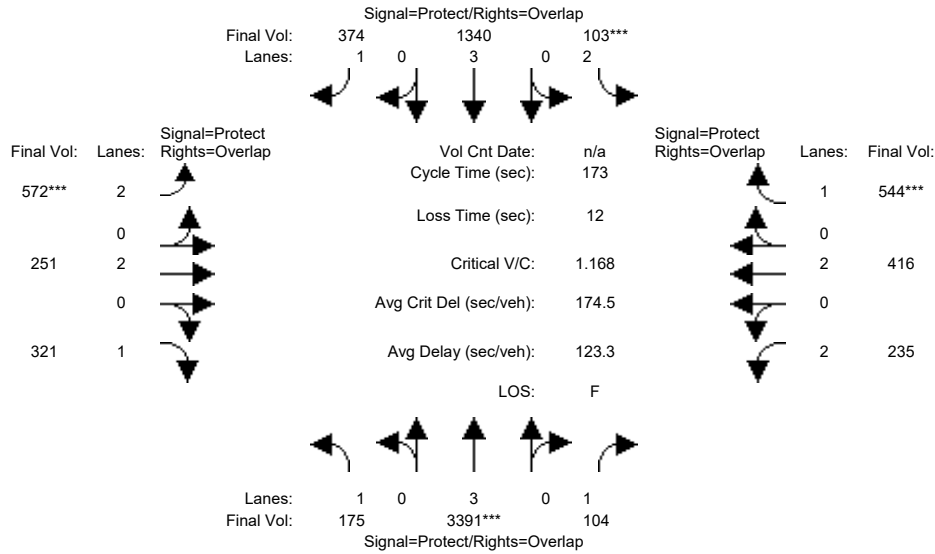 Signal=Protect/Rights=Overlap
Final Vol: 374 1340 103***
Lanes: 1 0 3 0 2
Signal=Protect
Final Vol: Lanes: Rights=Overlap
Vol Cnt Date: n/a
Signal=Protect
Rights=Overlap Lanes: Final Vol:
Cycle Time (sec): 173
572*** 2
1 544***
Loss Time (sec): 12
0
0
251 2
Critical V/C: 1.168
2 416
0
Avg Crit Del (sec/veh): 174.5
0
321 1
Avg Delay (sec/veh): 123.3
2 235
LOS: F
Lanes: 1 0 3 0 1
Final Vol: 175 3391*** 104
Signal=Protect/Rights=Overlap